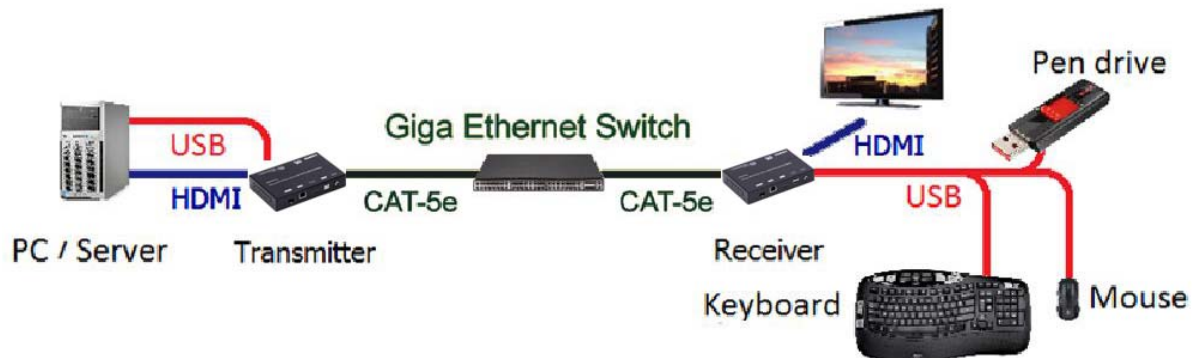 Pen drive
Giga Ethernet Switch
USB
HDMI
HDMI
CAT-5e
CAT-5e
USB
PC / Server
Transmitter
Receiver
Keyboard
Mouse